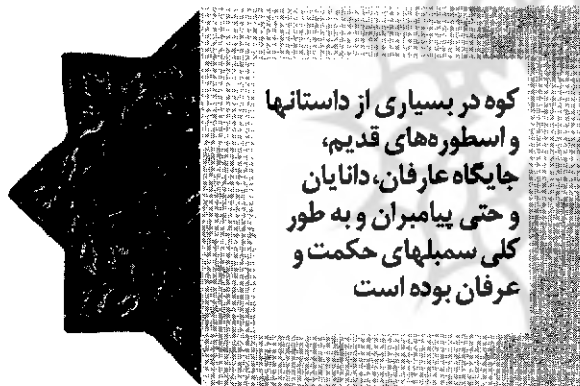 کوه در بسیاری از داستانها
و اسطوره‌های قدیم،
جایگاه عارفان، دانایان
و حتی پیامبران و به طور
کلی سمبلهای حکمت و
عرفان بوده است